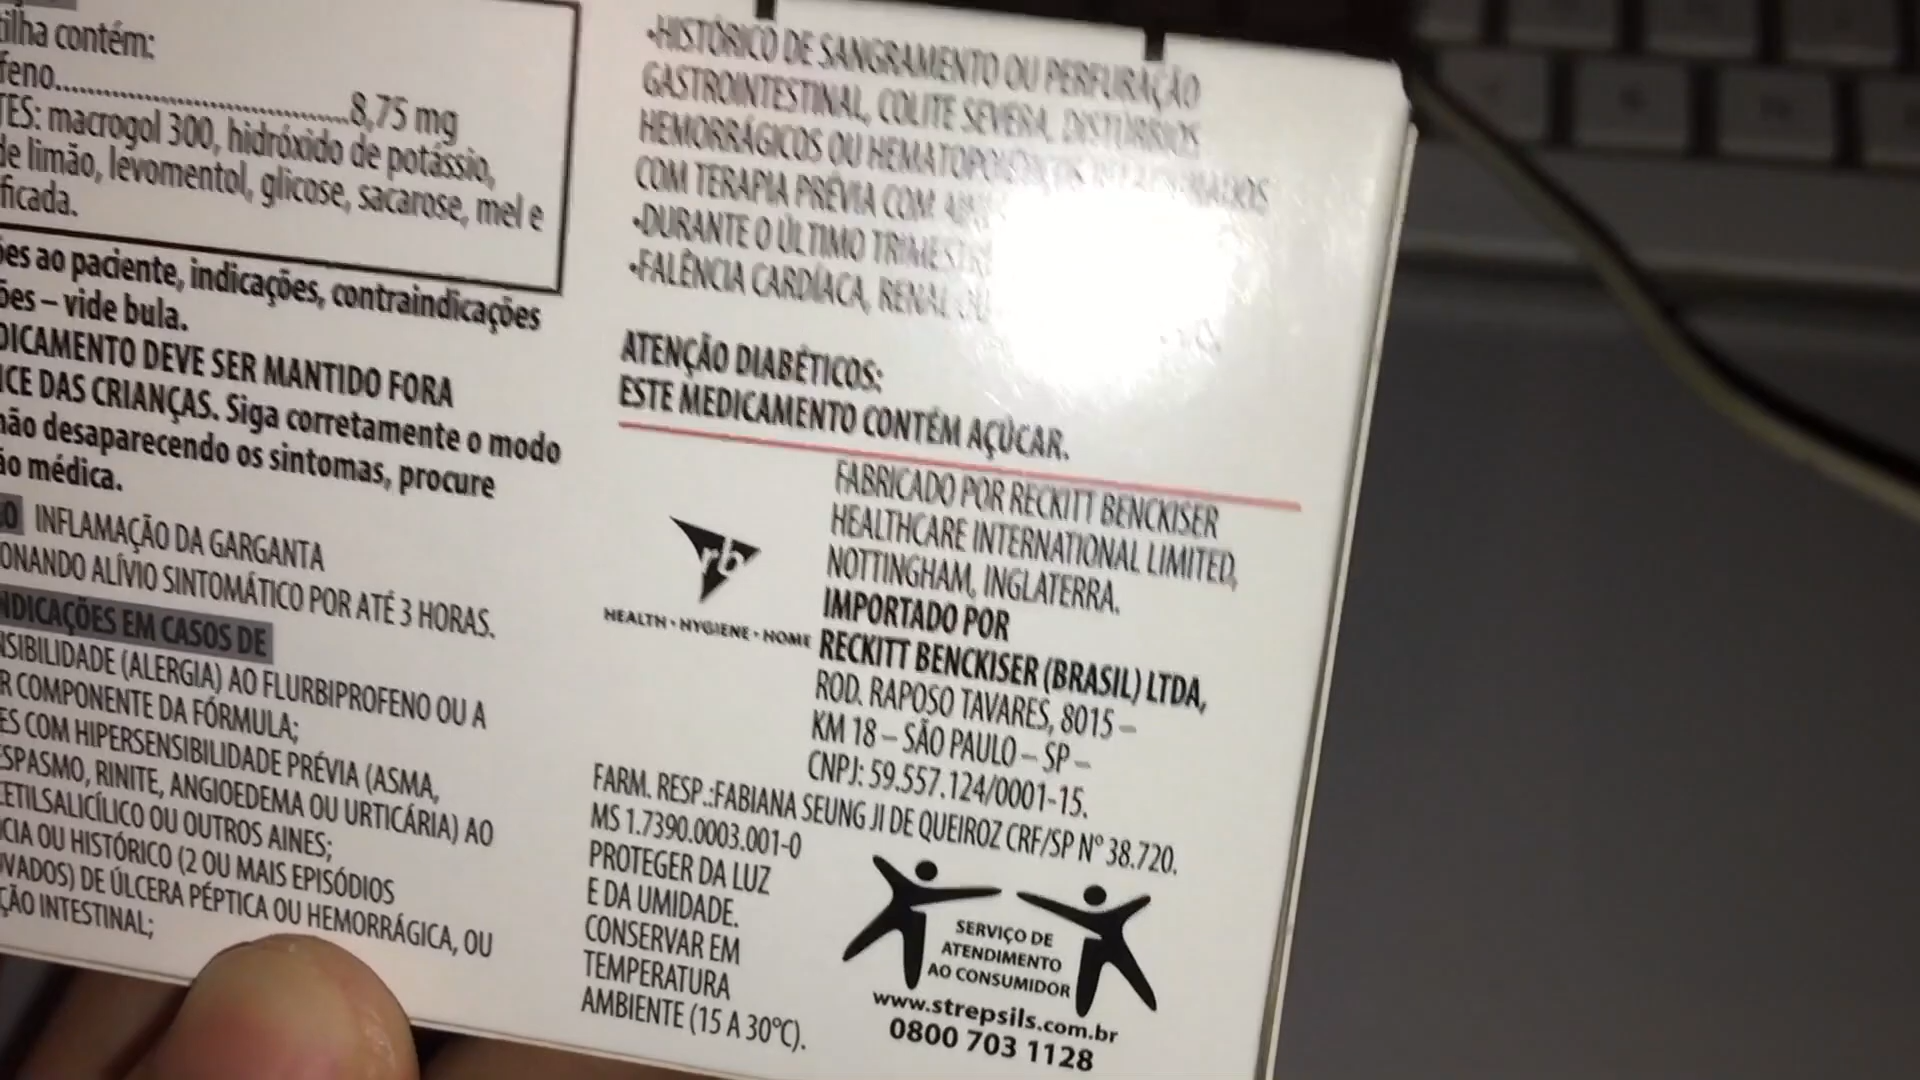 tilha contém:
feno..........................................8,75 mg
TES: macrogol 300, hidróxido de potássio,
de limão, levomentol, glicose, sacarose, mel e
ficada.
ões ao paciente, indicações, contraindicações
ões – vide bula.
DICAMENTO DEVE SER MANTIDO FORA
NCE DAS CRIANÇAS. Siga corretamente o modo
não desaparecendo os sintomas, procure
ão médica.
O INFLAMAÇÃO DA GARGANTA
ONANDO ALÍVIO SINTOMÁTICO POR ATÉ 3 HORAS.
NDICAÇÕES EM CASOS DE
NSIBILIDADE (ALERGIA) AO FLURBIPROFENO OU A
R COMPONENTE DA FÓRMULA;
ES COM HIPERSENSIBILIDADE PRÉVIA (ASMA,
ESPASMO, RINITE, ANGIOEDEMA OU URTICÁRIA) AO
CETILSALICÍLICO OU OUTROS AINES;
CIA OU HISTÓRICO (2 OU MAIS EPISÓDIOS
VADOS) DE ÚLCERA PÉPTICA OU HEMORRÁGICA, OU
ÇÃO INTESTINAL;
•HISTÓRICO DE SANGRAMENTO OU PERFURAÇÃO
GASTROINTESTINAL, COLITE SEVERA, DISTÚRBIOS
HEMORRÁGICOS OU HEMATOPOIÉTICOS RELACIONADOS
COM TERAPIA PRÉVIA COM
•DURANTE O ÚLTIMO TRIMESTRE
•FALÊNCIA CARDÍACA, RENAL OU
ATENÇÃO DIABÉTICOS:
ESTE MEDICAMENTO CONTÉM AÇÚCAR.
rb
HEALTH • HYGIENE • HOME
FABRICADO POR RECKITT BENCKISER
HEALTHCARE INTERNATIONAL LIMITED,
NOTTINGHAM, INGLATERRA.
IMPORTADO POR
RECKITT BENCKISER (BRASIL) LTDA,
ROD. RAPOSO TAVARES, 8015 –
KM 18 – SÃO PAULO – SP –
CNPJ: 59.557.124/0001-15.
FARM. RESP.:FABIANA SEUNG JI DE QUEIROZ CRF/SP Nº 38.720.
MS 1.7390.0003.001-0
PROTEGER DA LUZ
E DA UMIDADE.
CONSERVAR EM
TEMPERATURA
AMBIENTE (15 A 30ºC).
SERVIÇO DE
ATENDIMENTO
AO CONSUMIDOR
www.strepsils.com.br
0800 703 1128